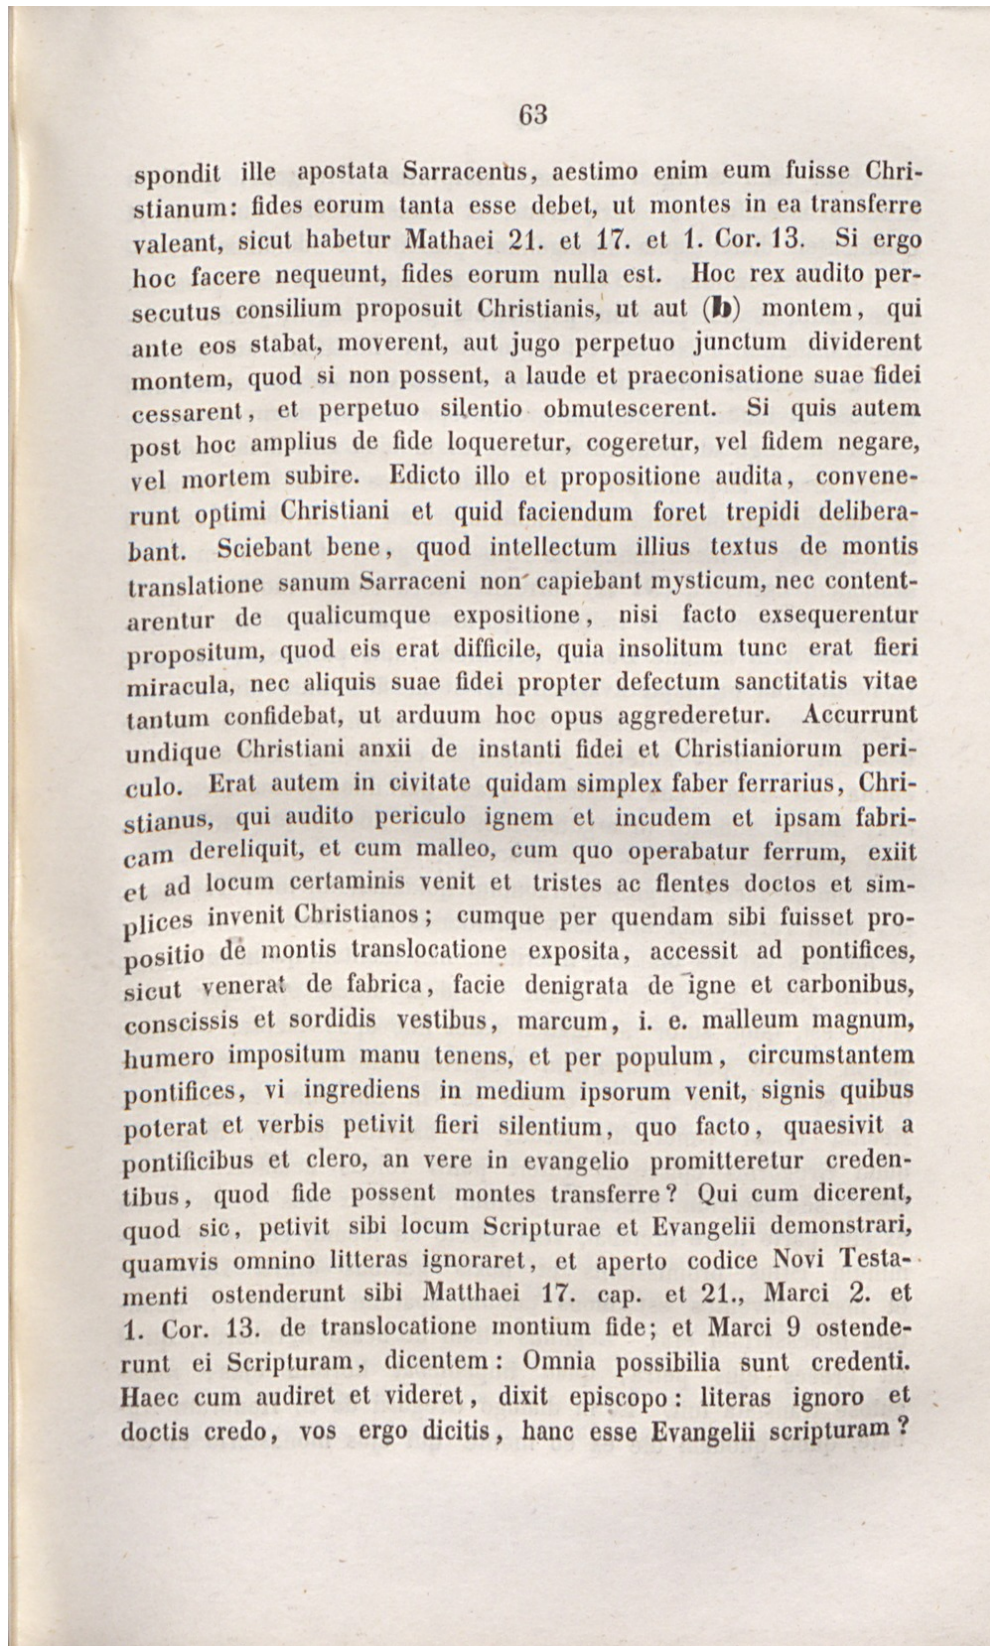 63
spondit ille apostata Sarracenus, aestimo enim eum fuisse Chri-
stianum: fides eorum tanta esse debet, ut montes in ea transferre
valeant, sicut habetur Mathaei 21. et 17. et 1. Cor. 13. Si ergo
hoc facere nequeunt, fides eorum nulla est. Hoc rex audito per-
secutus consilium proposuit Christianis, ut aut (b) montem, qui
ante eos stabat, moverent, aut jugo perpetuo junctum dividerent
montem, quod si non possent, a laude et praeconisatione suae fidei
cessarent, et perpetuo silentio obmutescerent. Si quis autem
post hoc amplius de fide loqueretur, cogeretur, vel fidem negare,
vel mortem subire. Edicto illo et propositione audita, convene-
runt optimi Christiani et quid faciendum foret trepidi delibera-
bant. Sciebant bene, quod intellectum illius textus de montis
translatione sanum Sarraceni non capiebant mysticum, nec content-
arentur de qualicumque expositione, nisi facto exsequerentur
propositum, quod eis erat difficile, quia insolitum tunc erat fieri
miracula, nec aliquis suae fidei propter defectum sanctitatis vitae
tantum confidebat, ut arduum hoc opus aggrederetur. Accurrunt
undique Christiani anxii de instanti fidei et Christianiorum peri-
culo. Erat autem in civitate quidam simplex faber ferrarius, Chri-
stianus, qui audito periculo ignem et incudem et ipsam fabri-
cam dereliquit, et cum malleo, cum quo operabatur ferrum, exiit
et ad locum certaminis venit et tristes ac flentes doctos et sim-
plices invenit Christianos; cumque per quendam sibi fuisset pro-
positio de montis translocatione exposita, accessit ad pontifices,
sicut venerat de fabrica, facie denigrata de igne et carbonibus,
conscissis et sordidis vestibus, marcum, i. e. malleum magnum,
humero impositum manu tenens, et per populum, circumstantem
pontifices, vi ingrediens in medium ipsorum venit, signis quibus
poterat et verbis petivit fieri silentium, quo facto, quaesivit a
pontificibus et clero, an vere in evangelio promitteretur creden-
tibus, quod fide possent montes transferre? Qui cum dicerent,
quod sic, petivit sibi locum Scripturae et Evangelii demonstrari,
quamvis omnino litteras ignoraret, et aperto codice Novi Testa-
menti ostenderunt sibi Matthaei 17. cap. et 21., Marci 2. et
1. Cor. 13. de translocatione montium fide; et Marci 9 ostende-
runt ei Scripturam, dicentem: Omnia possibilia sunt credenti.
Haec cum audiret et videret, dixit episcopo: literas ignoro et
doctis credo, vos ergo dicitis, hanc esse Evangelii scripturam?